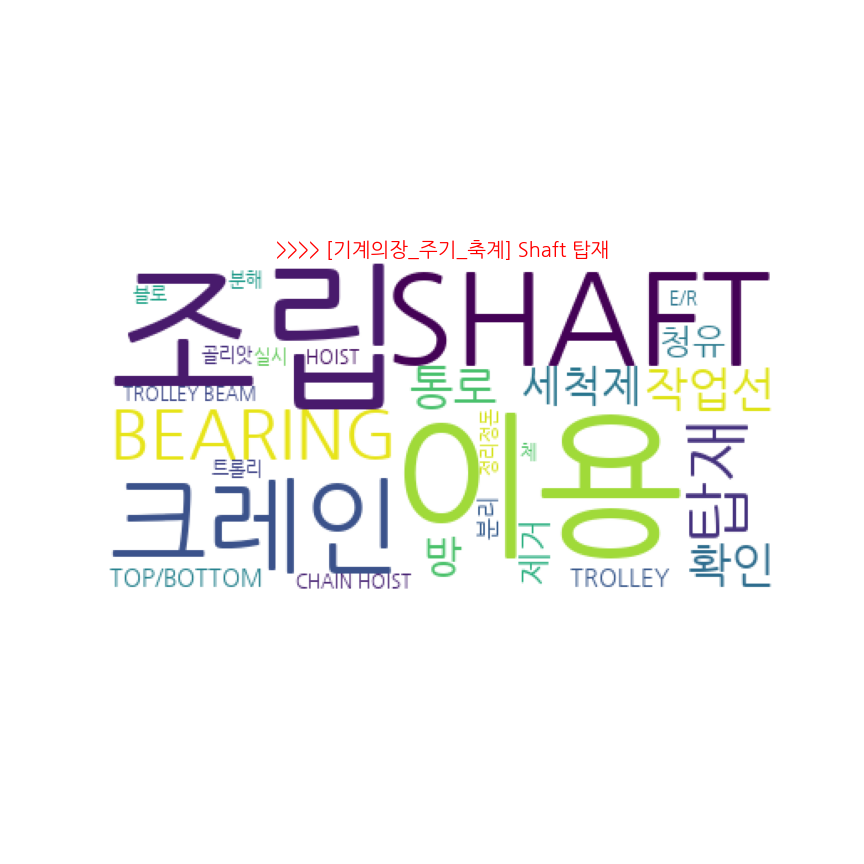 >>>> [기계의장_주기_축계] Shaft 탑재
조립
SHAFT
블로
분해
E/R
청유
골리앗
실시
HOIST
TROLLEY BEAM
통로
세척제
작업선
BEARING
이용
정리정돈
체
탑재
트롤리
크레인
분리
방
제거
확인
TOP/BOTTOM
CHAIN HOIST
TROLLEY